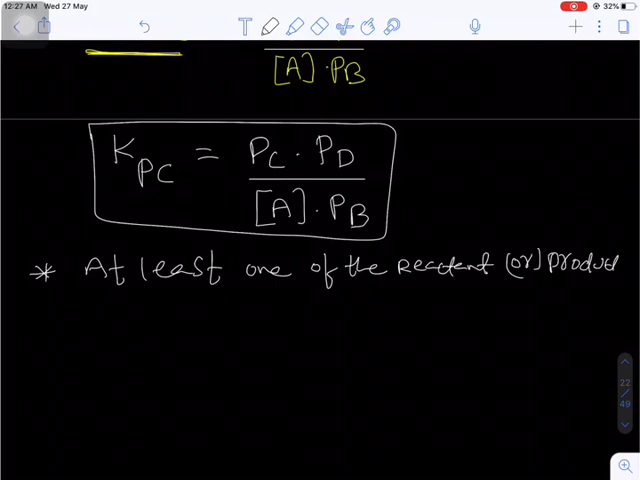 12:27 AM Wed 27 May
32%
[A] · PB
KPC = PC · PD
[A] · PB
* At least one of the reactant (or) product
22
49